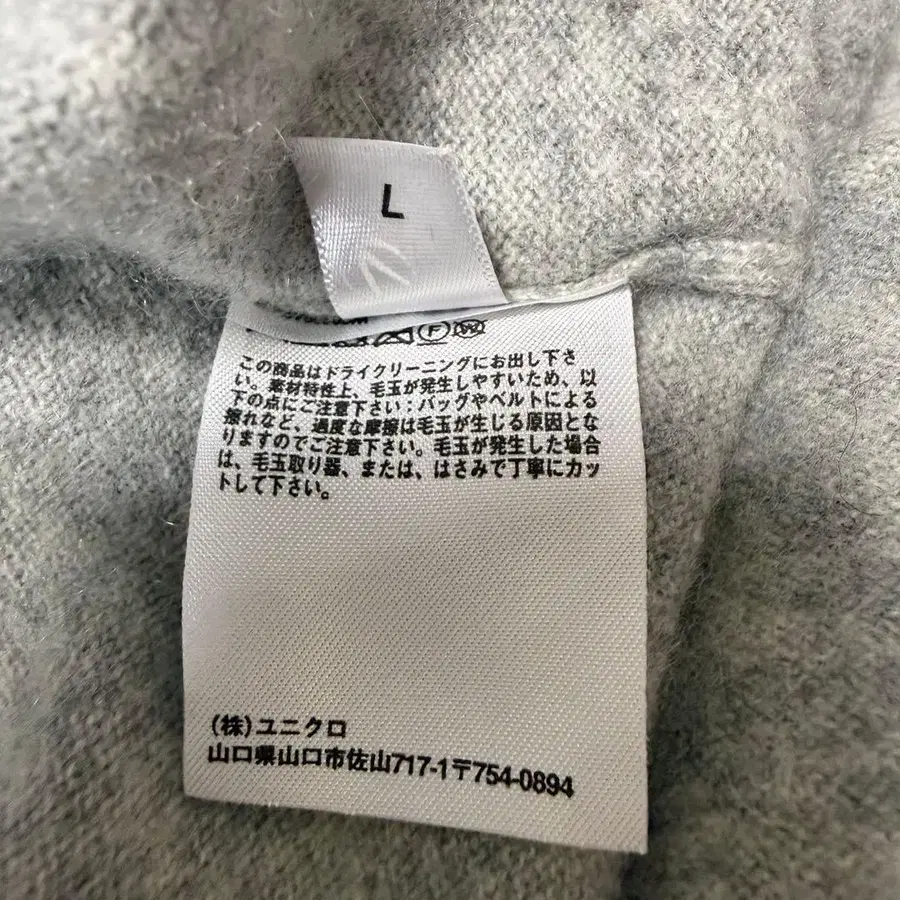 L
F W
この商品はドライクリーニングにお出し下さ
い。素材特性上、毛玉が発生しやすいため、以
下の点にご注意下さい：バッグやベルトによる
擦れなど、過度な摩擦は毛玉が生じる原因とな
りますのでご注意下さい。毛玉が発生した場合
は、毛玉取り器、または、はさみで丁寧にカッ
トして下さい。
(株)ユニクロ
山口県山口市佐山717-1〒754-0894